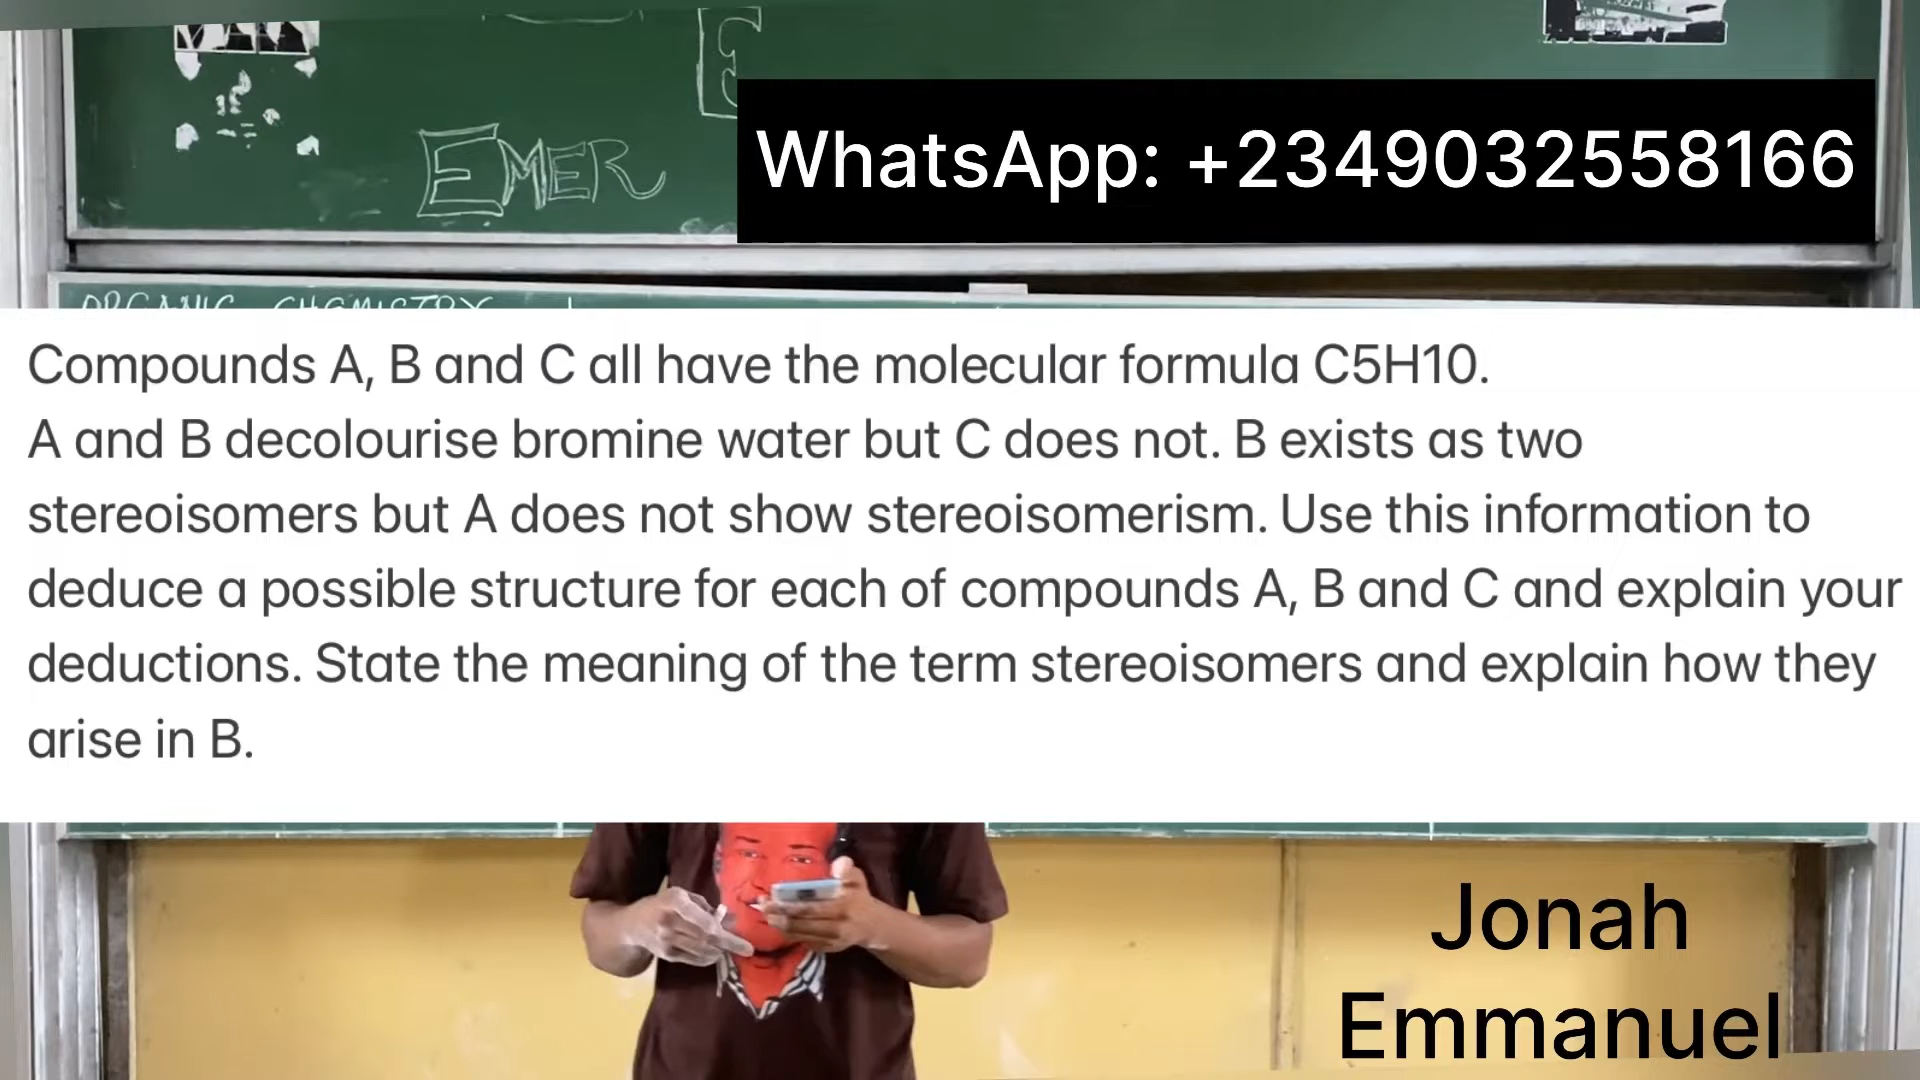 EMER
WhatsApp: +2349032558166
ORGANIC CHEMISTRY 1
Compounds A, B and C all have the molecular formula C5H10.
A and B decolourise bromine water but C does not. B exists as two
stereoisomers but A does not show stereoisomerism. Use this information to
deduce a possible structure for each of compounds A, B and C and explain your
deductions. State the meaning of the term stereoisomers and explain how they
arise in B.
Jonah
Emmanuel